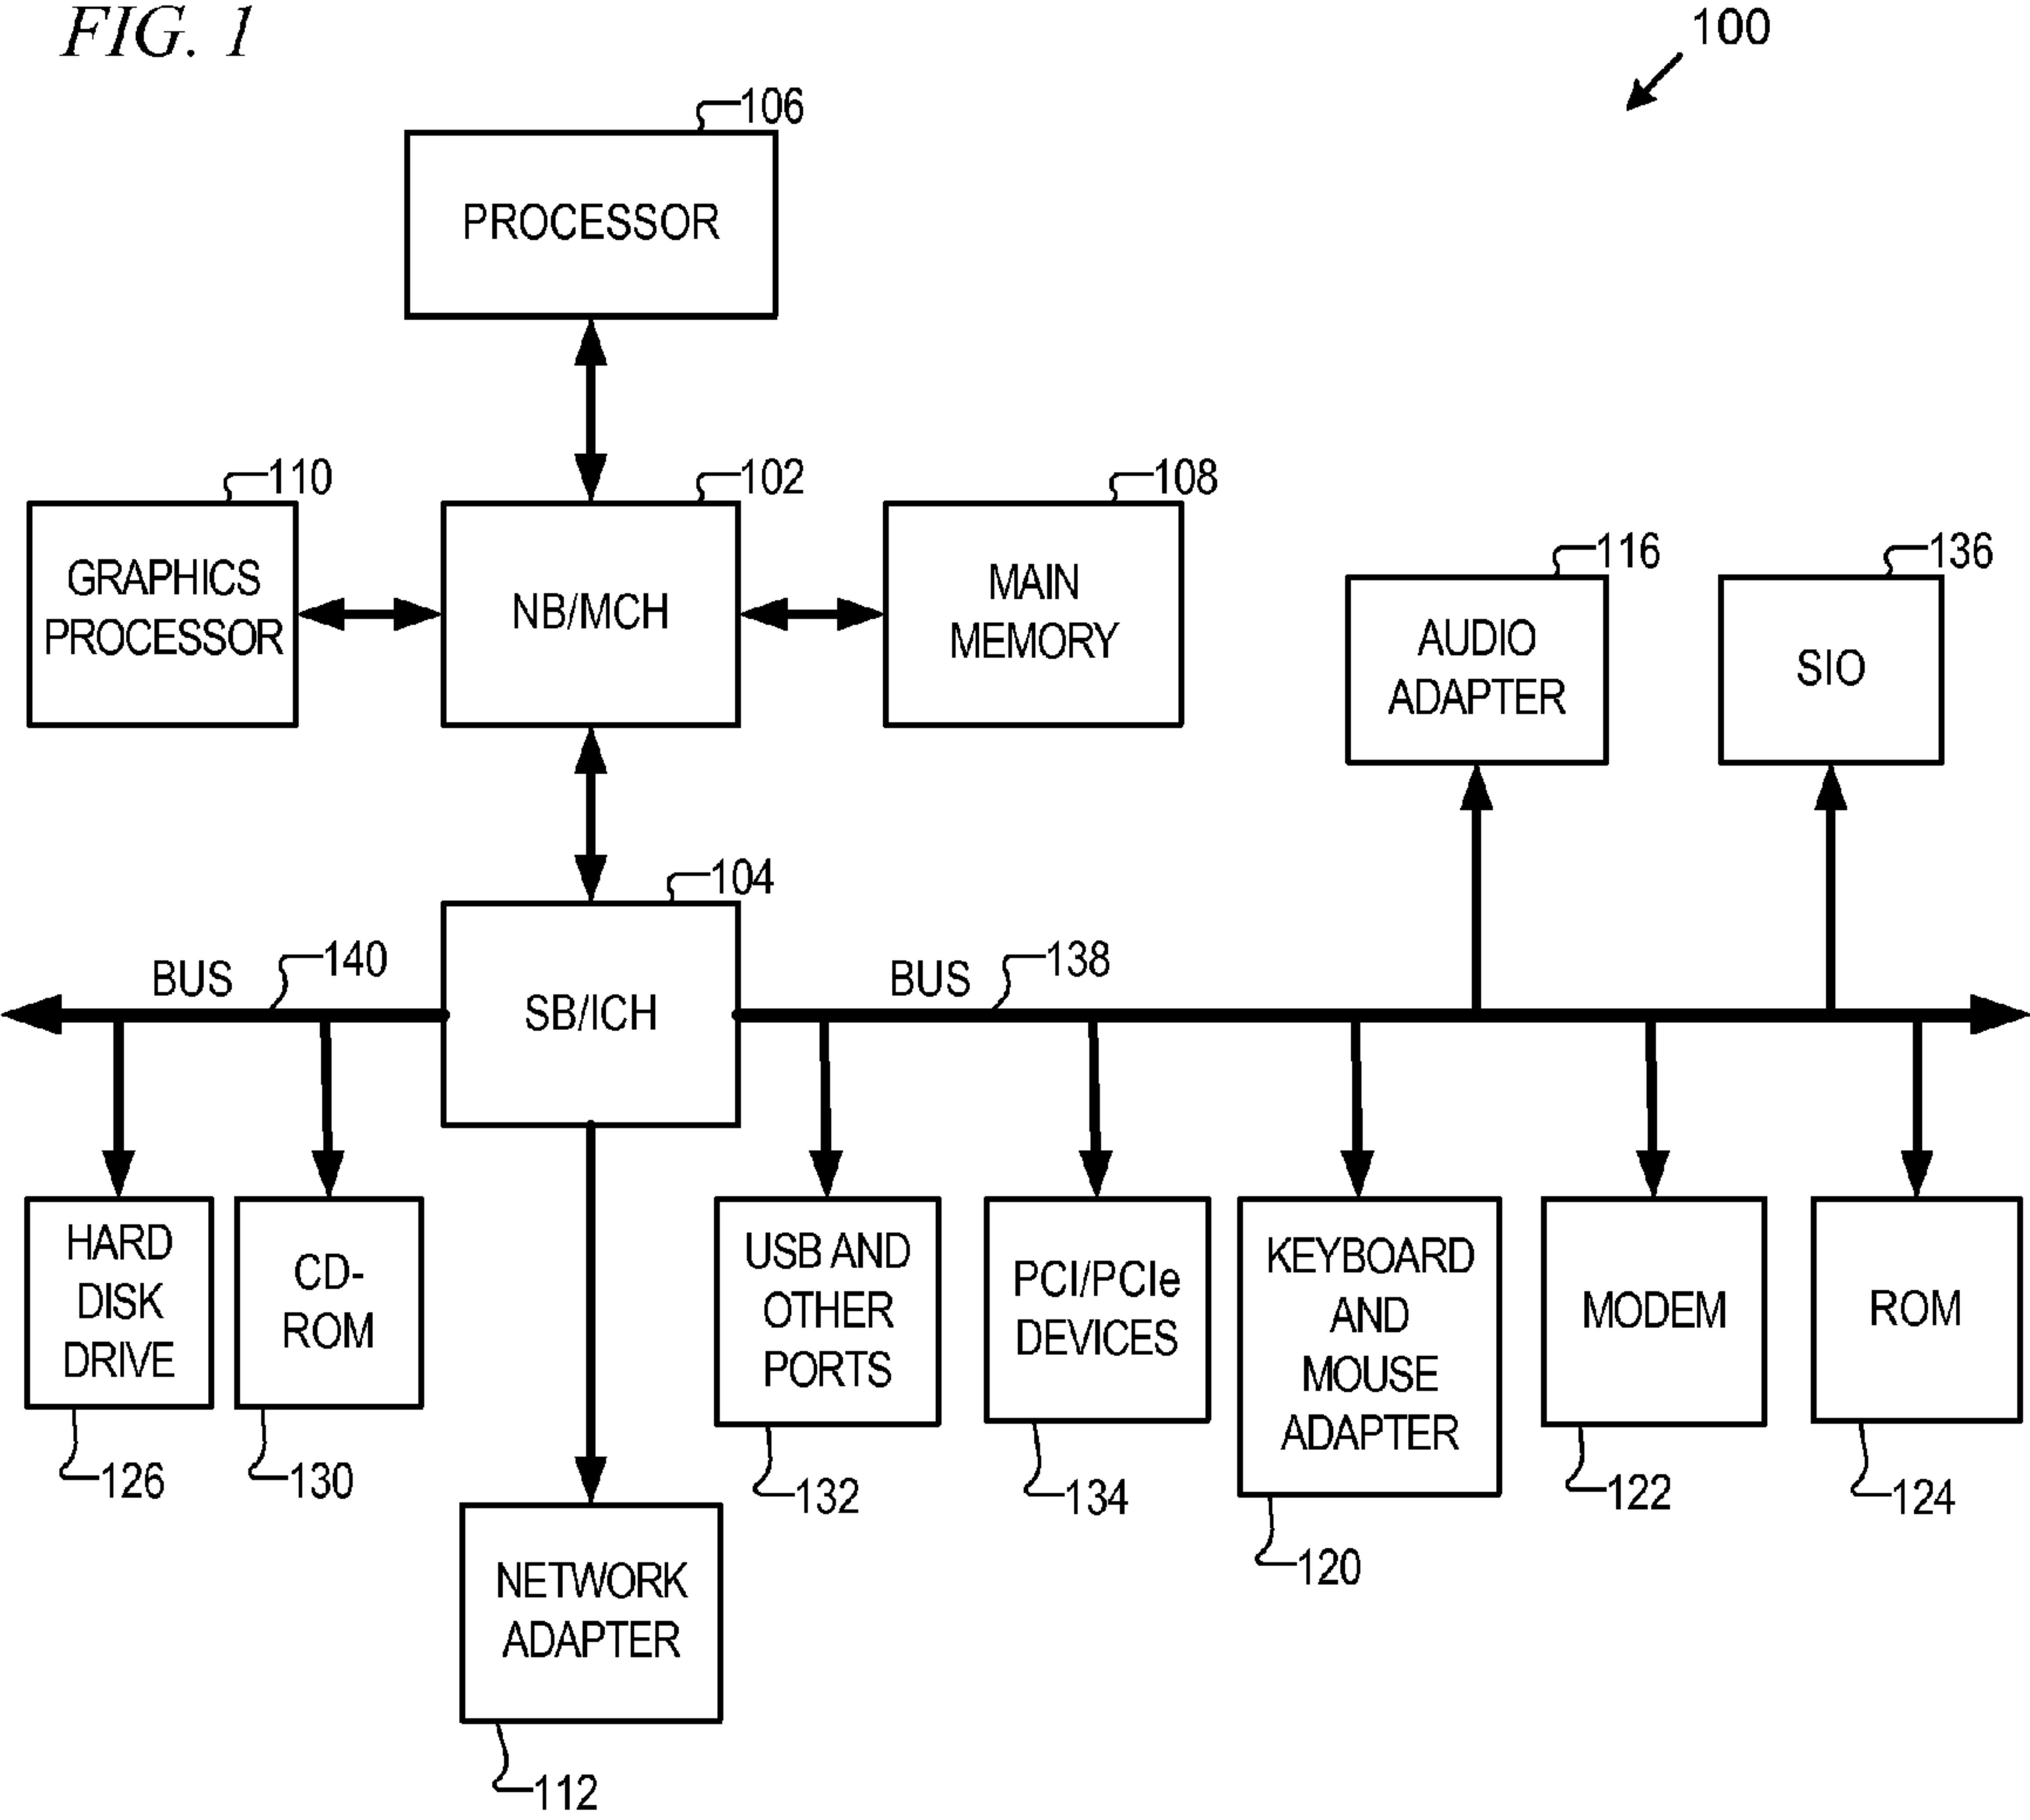 FIG. 1
100
106
PROCESSOR
110
102
108
GRAPHICS
PROCESSOR
NB/MCH
MAIN
MEMORY
116
136
AUDIO
ADAPTER
SIO
104
BUS
140
SB/ICH
BUS
138
HARD
DISK
DRIVE
CD-
ROM
USB AND
OTHER
PORTS
PCI/PCIe
DEVICES
KEYBOARD
AND
MOUSE
ADAPTER
MODEM
ROM
126
130
132
134
120
122
124
NETWORK
ADAPTER
112